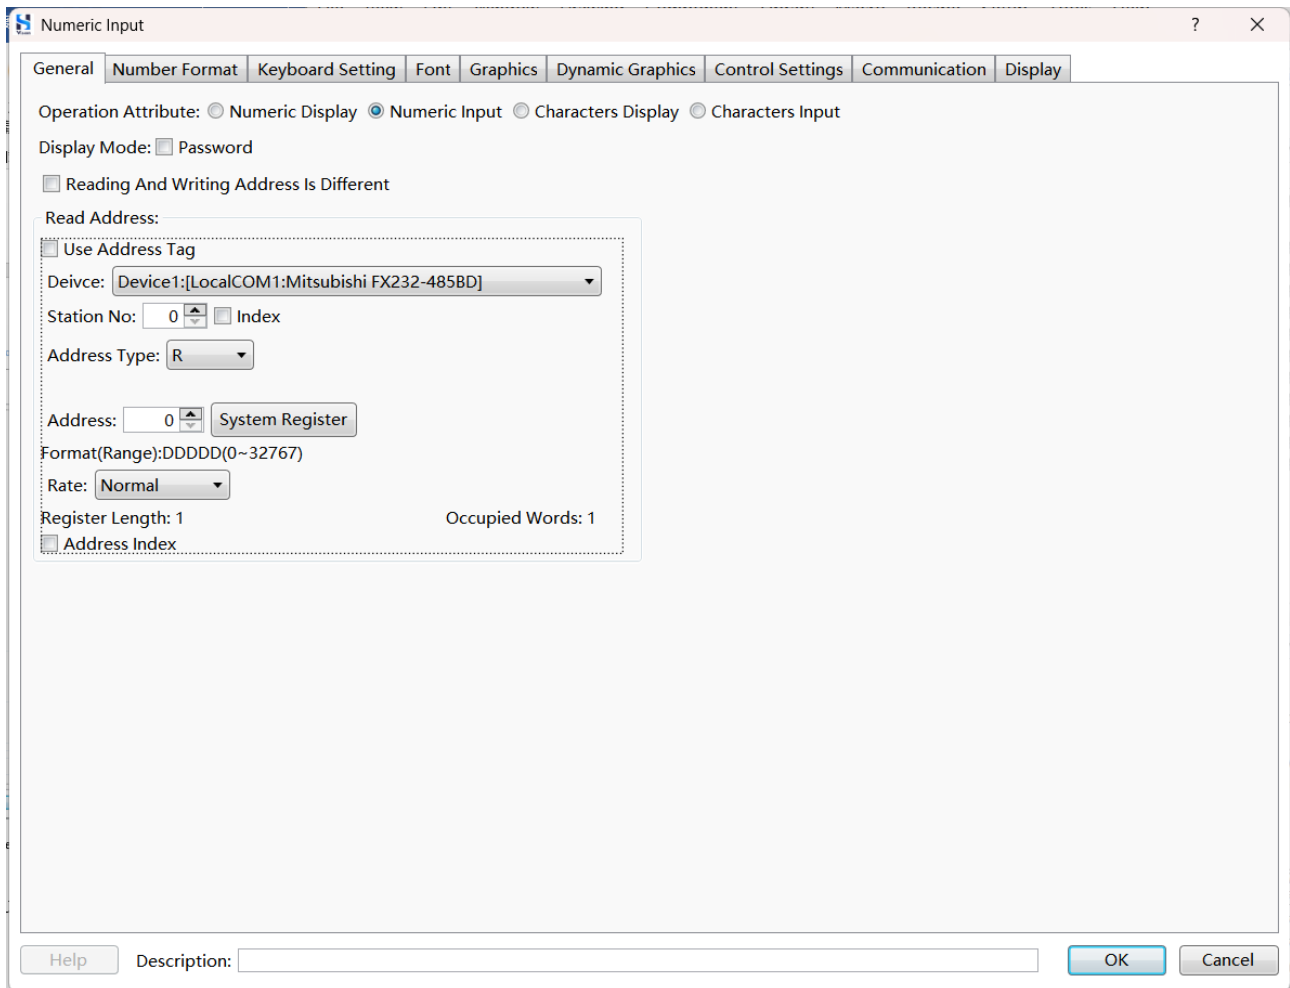 Numeric Input
General Number Format Keyboard Setting Font Graphics Dynamic Graphics Control Settings Communication Display
Operation Attribute: Numeric Display Numeric Input Characters Display Characters Input
Display Mode: Password
Reading And Writing Address Is Different
Read Address:
Use Address Tag
Deivce: Device1:[LocalCOM1:Mitsubishi FX232-485BD]
Station No: 0 Index
Address Type: R
Address: 0 System Register
Format(Range):DDDDD(0~32767)
Rate: Normal
Register Length: 1 Occupied Words: 1
Address Index
Help Description: OK Cancel